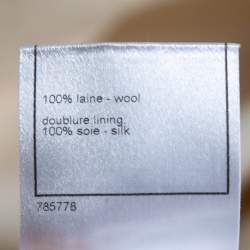 100% laine - wool
doublure lining
100% soie - silk
785778